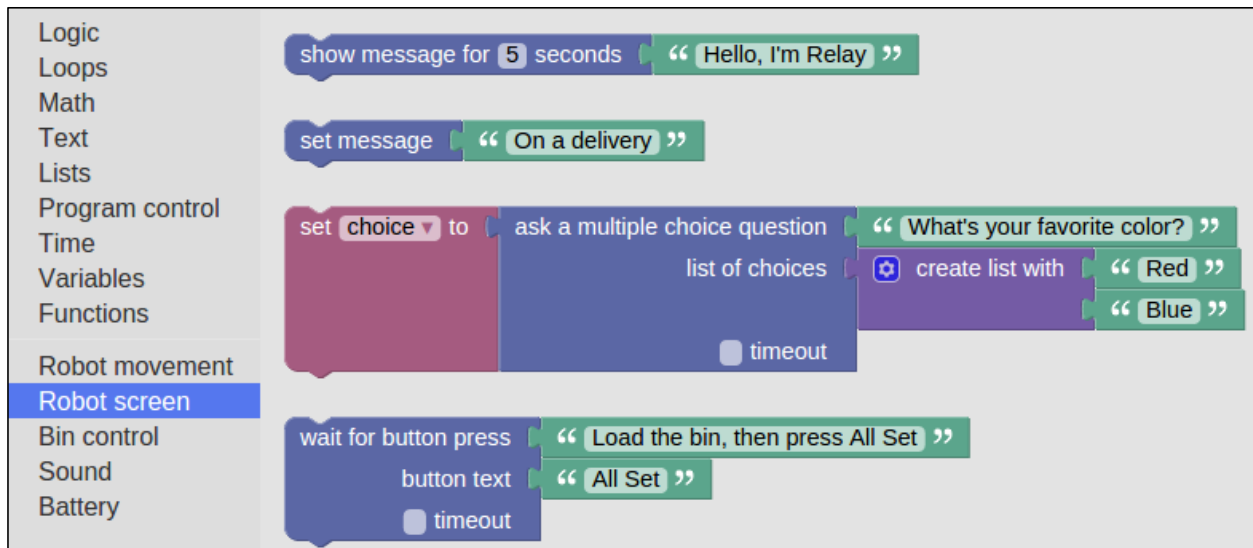 Logic
Loops
Math
Text
Lists
Program control
Time
Variables
Functions
Robot movement
Robot screen
Bin control
Sound
Battery
show message for 5 seconds “ Hello, I'm Relay ”
set message “ On a delivery ”
set choice ▾ to ask a multiple choice question “ What's your favorite color? ”
list of choices create list with “ Red ”
“ Blue ”
timeout
wait for button press “ Load the bin, then press All Set ”
button text “ All Set ”
timeout